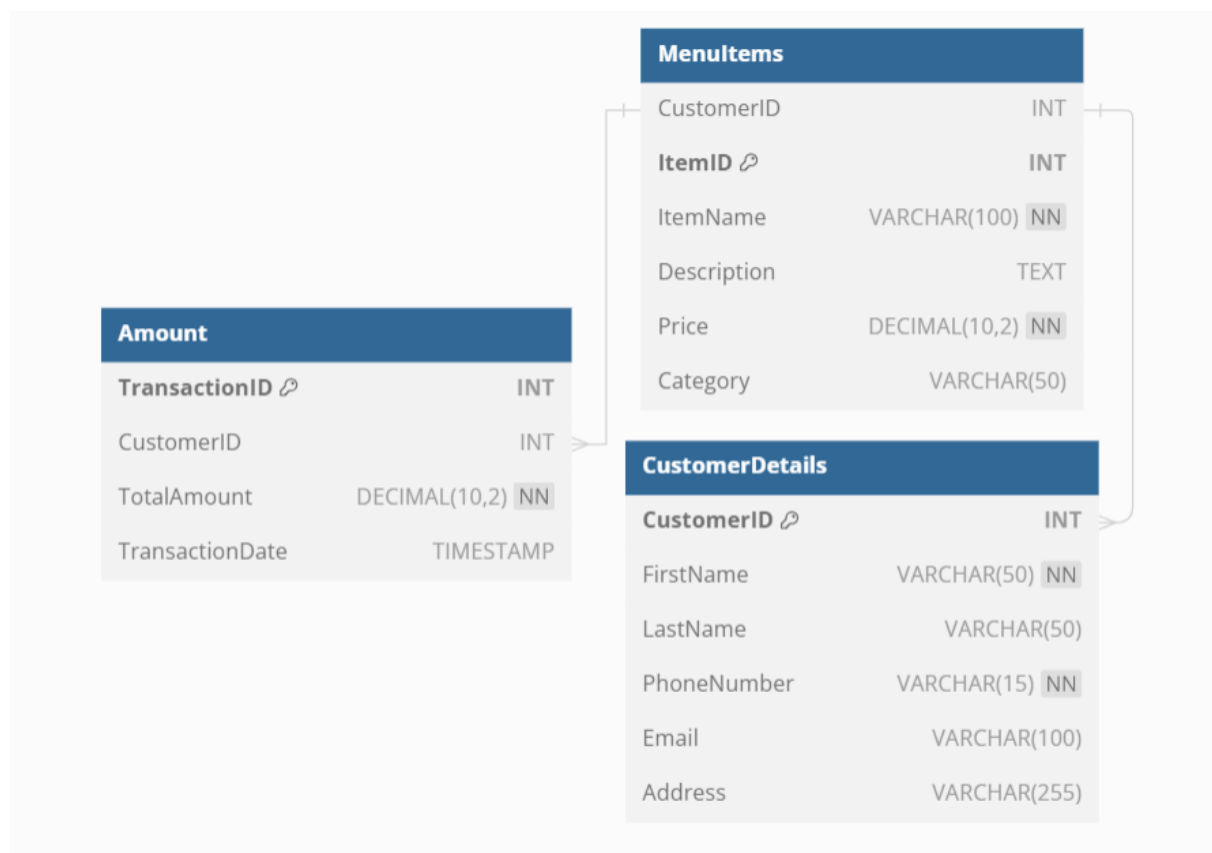 MenuItems
CustomerID INT
ItemID INT
ItemName VARCHAR(100) NN
Description TEXT
Price DECIMAL(10,2) NN
Category VARCHAR(50)
Amount
TransactionID INT
CustomerID INT
TotalAmount DECIMAL(10,2) NN
TransactionDate TIMESTAMP
CustomerDetails
CustomerID INT
FirstName VARCHAR(50) NN
LastName VARCHAR(50)
PhoneNumber VARCHAR(15) NN
Email VARCHAR(100)
Address VARCHAR(255)